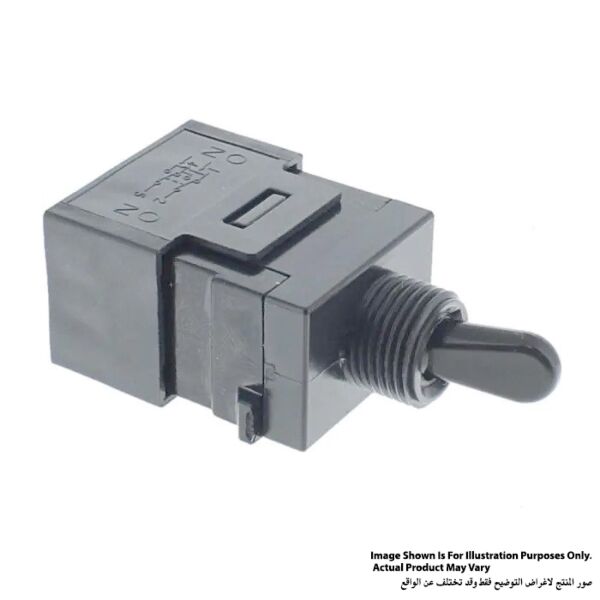 ON
ON
Image Shown Is For Illustration Purposes Only.
Actual Product May Vary
صور المنتج لاغراض التوضيح فقط وقد تختلف عن الواقع